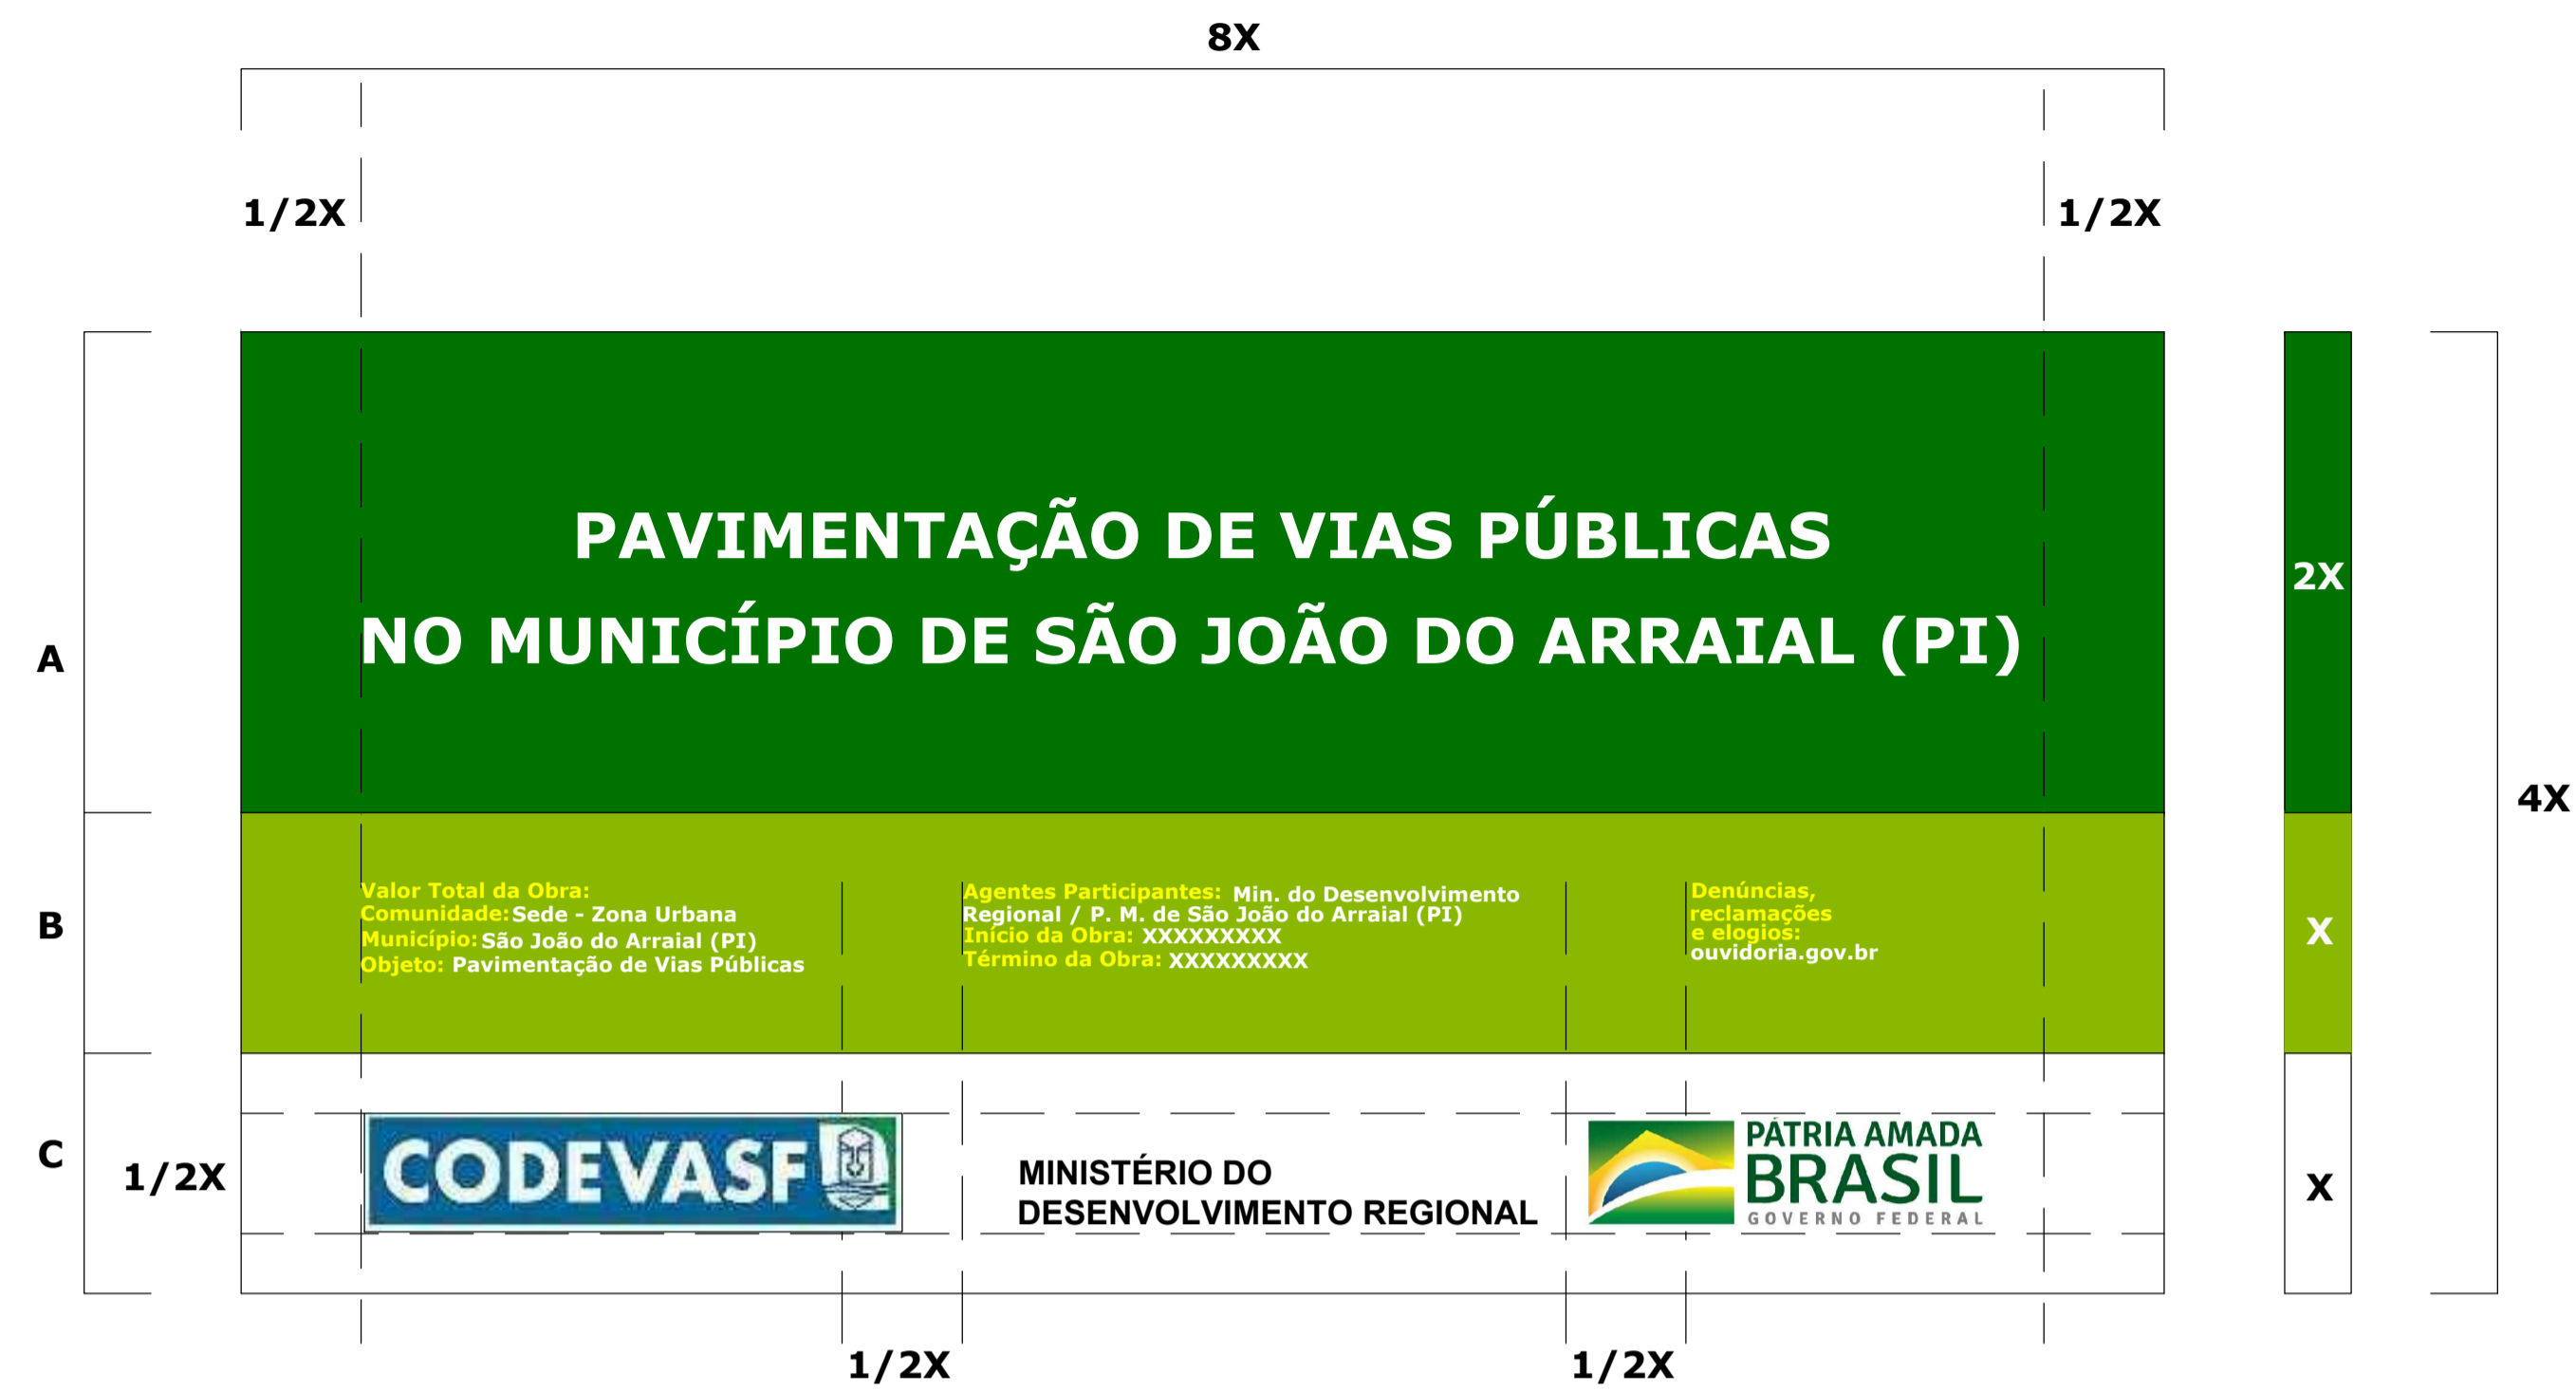 8X
1/2X
1/2X
PAVIMENTAÇÃO DE VIAS PÚBLICAS
NO MUNICÍPIO DE SÃO JOÃO DO ARRAIAL (PI)
A
2X
4X
B
Valor Total da Obra:
Comunidade: Sede - Zona Urbana
Município: São João do Arraial (PI)
Objeto: Pavimentação de Vias Públicas
Agentes Participantes: Min. do Desenvolvimento
Regional / P. M. de São João do Arraial (PI)
Início da Obra: XXXXXXXXX
Término da Obra: XXXXXXXXX
Denúncias,
reclamações
e elogios:
ouvidoria.gov.br
X
C
1/2X
CODEVASF
MINISTÉRIO DO
DESENVOLVIMENTO REGIONAL
PÁTRIA AMADA
BRASIL
GOVERNO FEDERAL
X
1/2X
1/2X